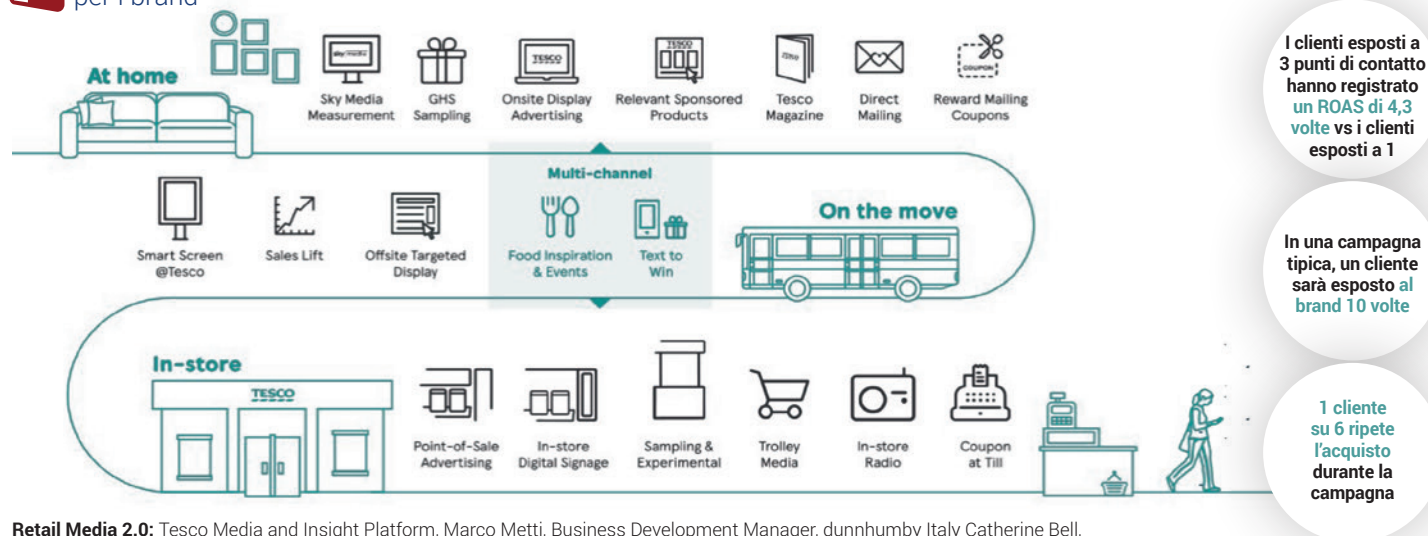 per i brand
At home
sky media
TESCO
TESCO
TESCO
COUPON
Sky Media
Measurement
GHS
Sampling
Onsite Display
Advertising
Relevant Sponsored
Products
Tesco
Magazine
Direct
Mailing
Reward Mailing
Coupons
Multi-channel
Smart Screen
@Tesco
Sales Lift
Offsite Targeted
Display
Food Inspiration
& Events
Text to
Win
On the move
In-store
TESCO
Point-of-Sale
Advertising
In-store
Digital Signage
Sampling &
Experimental
Trolley
Media
In-store
Radio
Coupon
at Till
I clienti esposti a
3 punti di contatto
hanno registrato
un ROAS di 4,3
volte vs i clienti
esposti a 1
In una campagna
tipica, un cliente
sarà esposto al
brand 10 volte
1 cliente
su 6 ripete
l'acquisto
durante la
campagna
Retail Media 2.0: Tesco Media and Insight Platform, Marco Metti, Business Development Manager, dunnhumby Italy Catherine Bell,